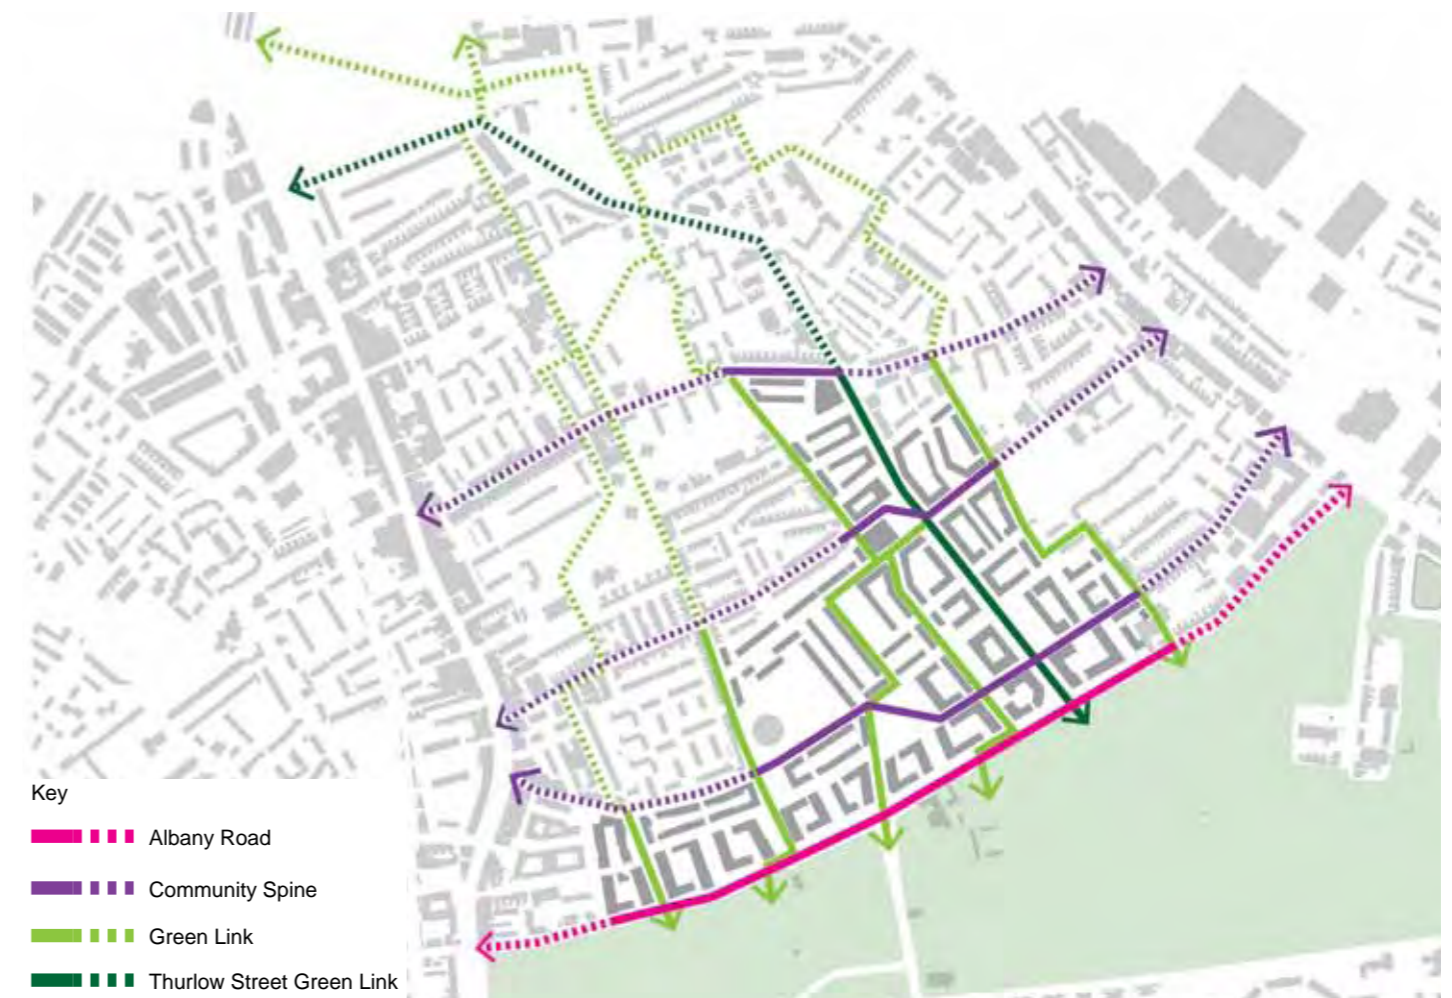 Key
Albany Road
Community Spine
Green Link
Thurlow Street Green Link